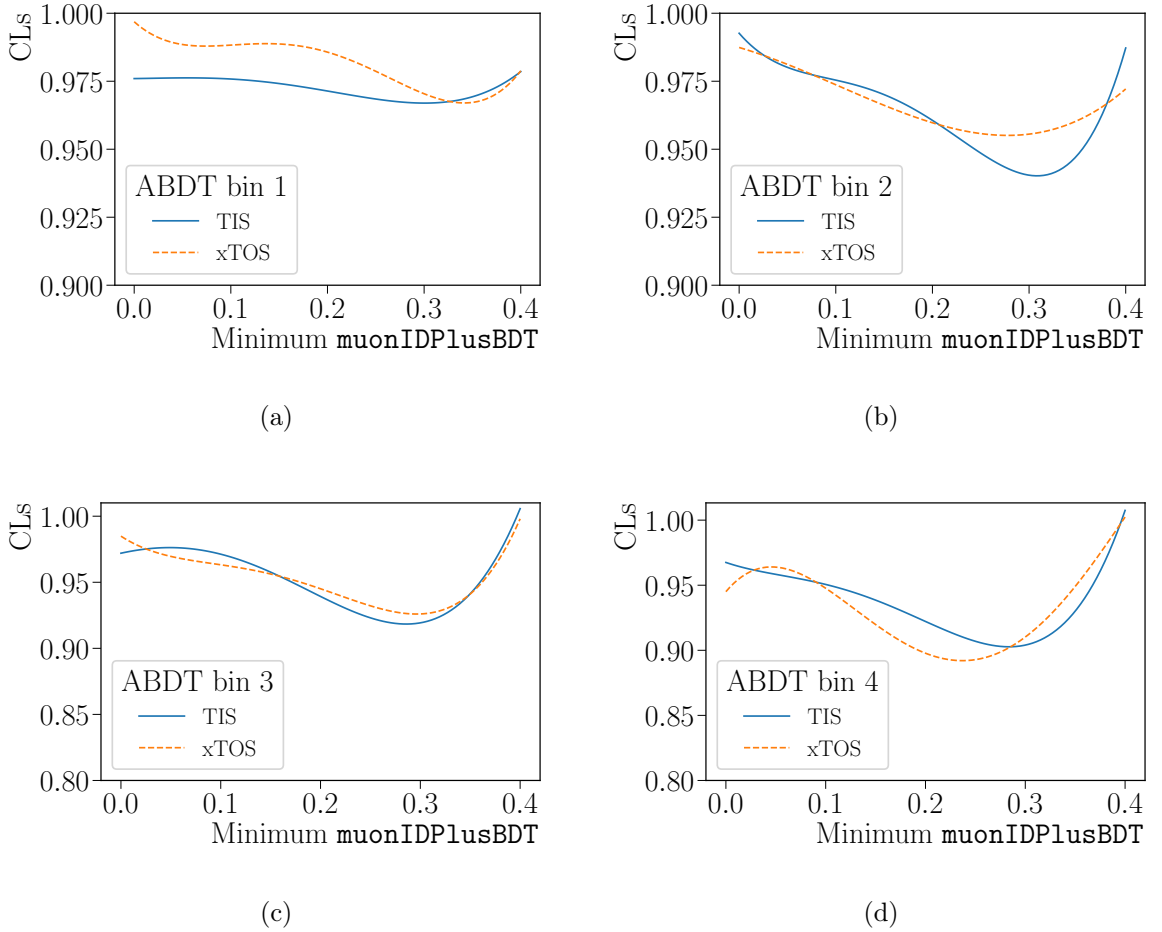 CLs
1.000
0.975
0.950
0.925
0.900
ABDT bin 1
TIS
xTOS
0.0 0.1 0.2 0.3 0.4
Minimum muonIDPlusBDT
(a)
CLs
1.000
0.975
0.950
0.925
0.900
ABDT bin 2
TIS
xTOS
0.0 0.1 0.2 0.3 0.4
Minimum muonIDPlusBDT
(b)
CLs
1.00
0.95
0.90
0.85
0.80
ABDT bin 3
TIS
xTOS
0.0 0.1 0.2 0.3 0.4
Minimum muonIDPlusBDT
(c)
CLs
1.00
0.95
0.90
0.85
0.80
ABDT bin 4
TIS
xTOS
0.0 0.1 0.2 0.3 0.4
Minimum muonIDPlusBDT
(d)